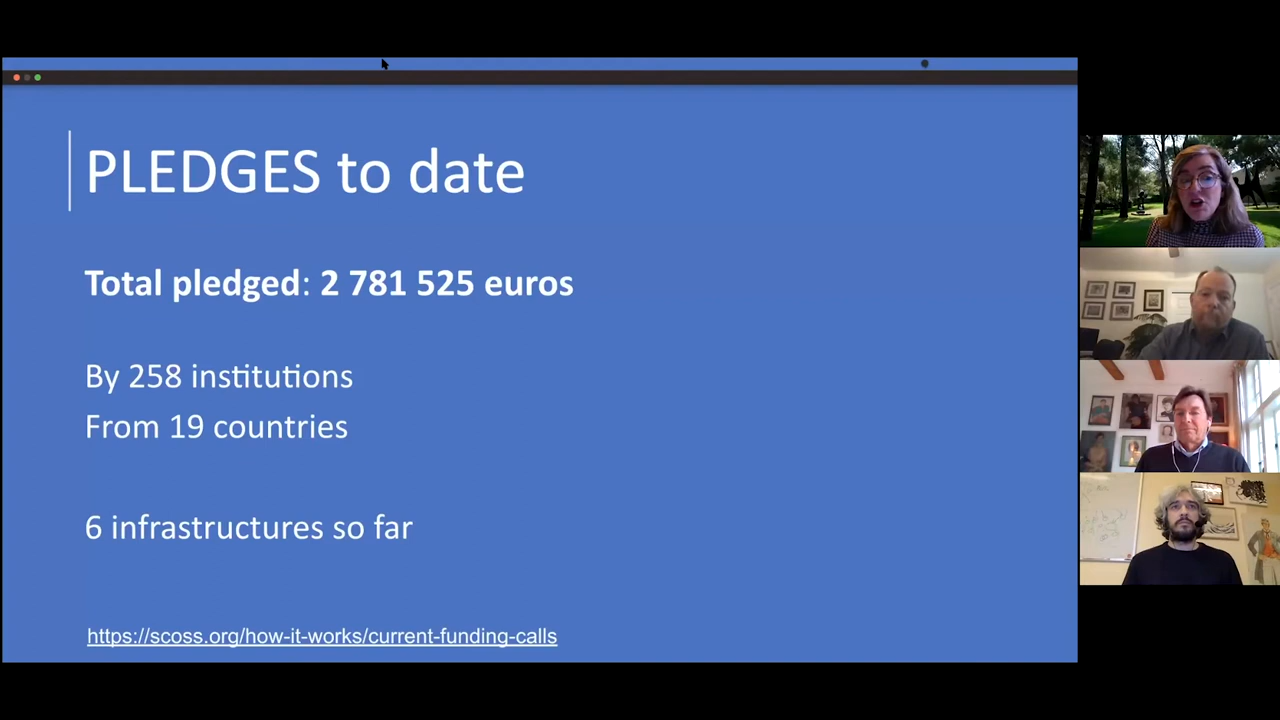 PLEDGES to date
Total pledged: 2 781 525 euros
By 258 institutions
From 19 countries
6 infrastructures so far
https://scoss.org/how-it-works/current-funding-calls